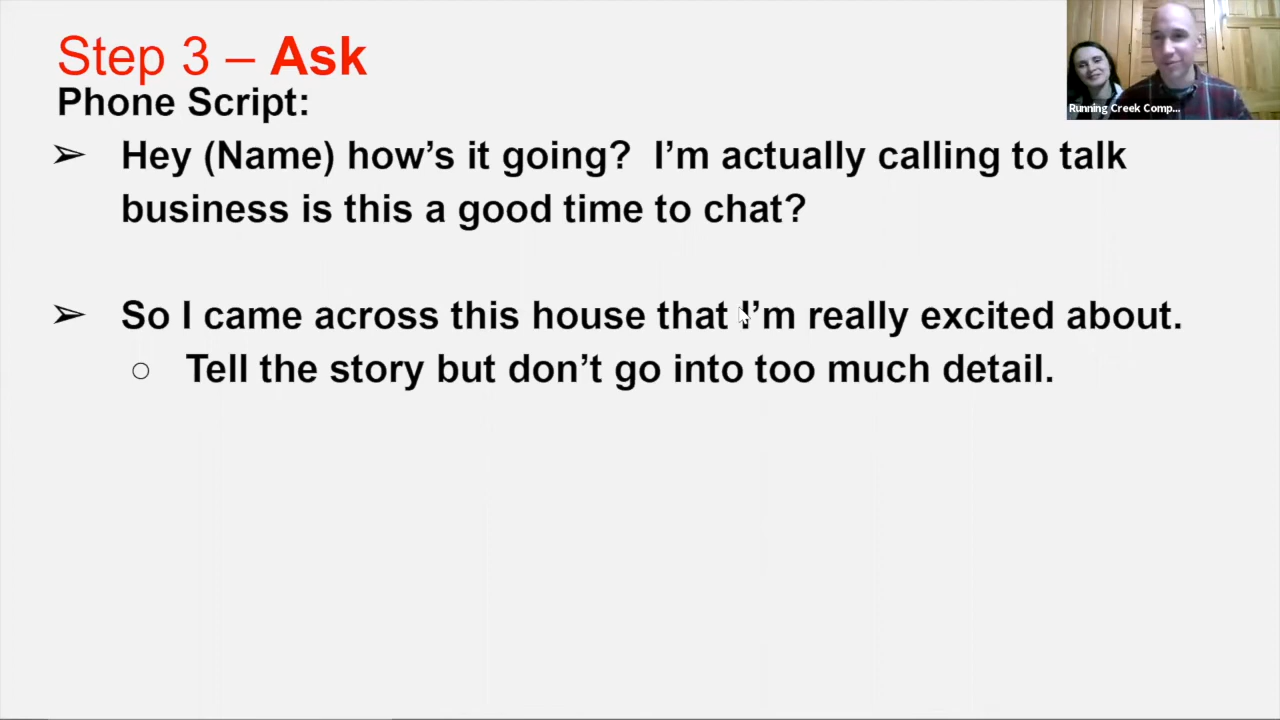 Step 3 – Ask
Phone Script:
➢ Hey (Name) how’s it going?  I’m actually calling to talk
business is this a good time to chat?
➢ So I came across this house that I’m really excited about.
○ Tell the story but don’t go into too much detail.
Running Creek Comp...